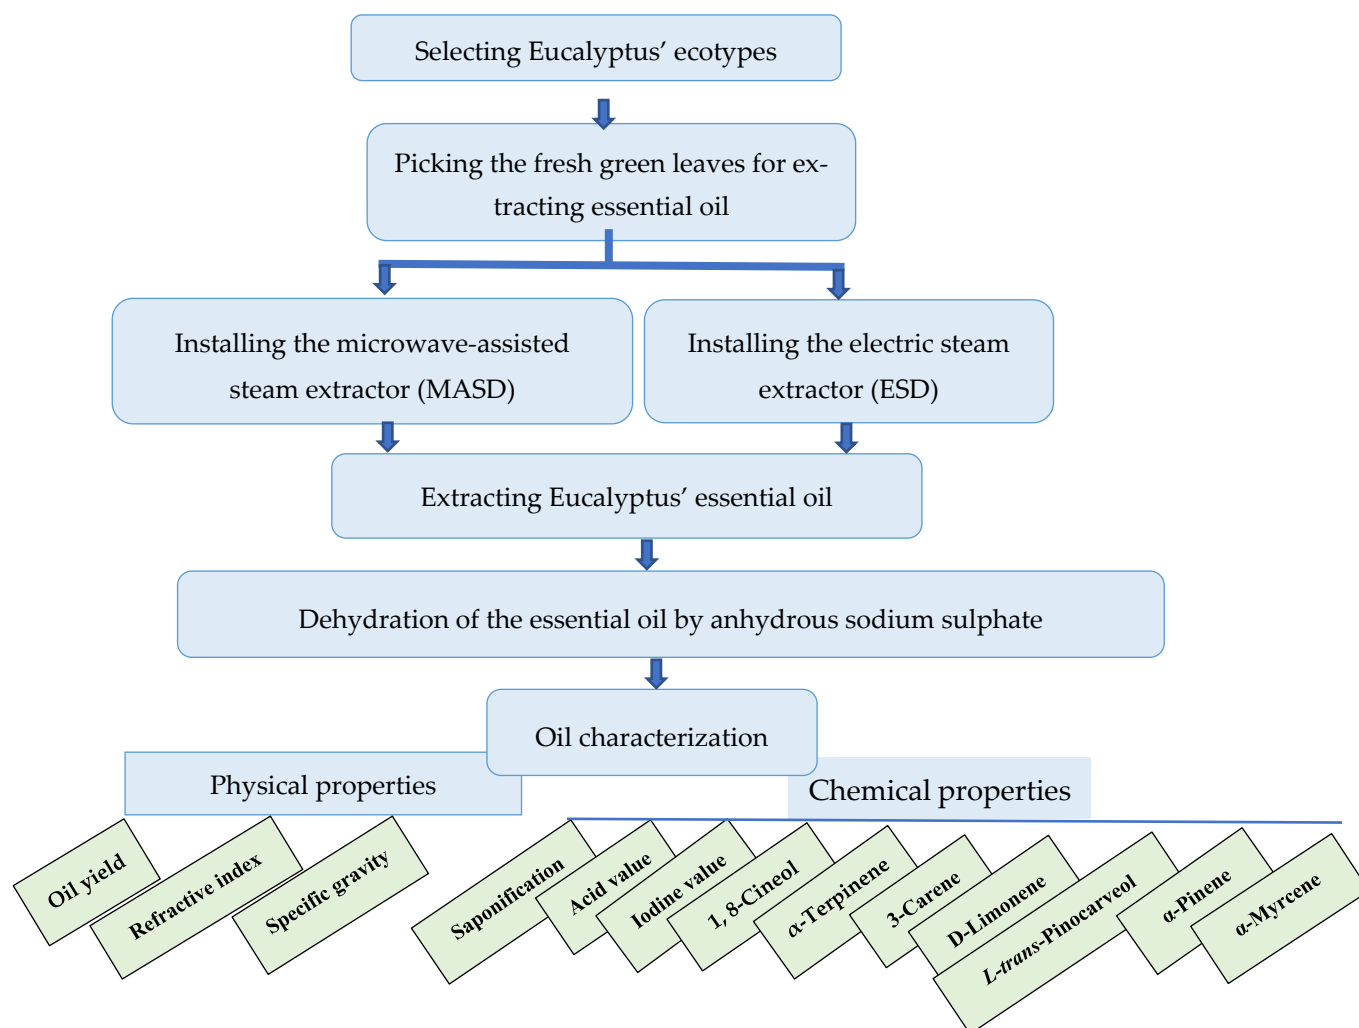 Selecting Eucalyptus’ ecotypes
Picking the fresh green leaves for ex-
tracting essential oil
Installing the microwave-assisted
steam extractor (MASD)
Installing the electric steam
extractor (ESD)
Extracting Eucalyptus’ essential oil
Dehydration of the essential oil by anhydrous sodium sulphate
Oil characterization
Physical properties
Chemical properties
Oil yield
Refractive index
Specific gravity
Saponification
Acid value
Iodine value
1, 8-Cineol
α-Terpinene
3-Carene
D-Limonene
L-trans-Pinocarveol
α-Pinene
α-Myrcene